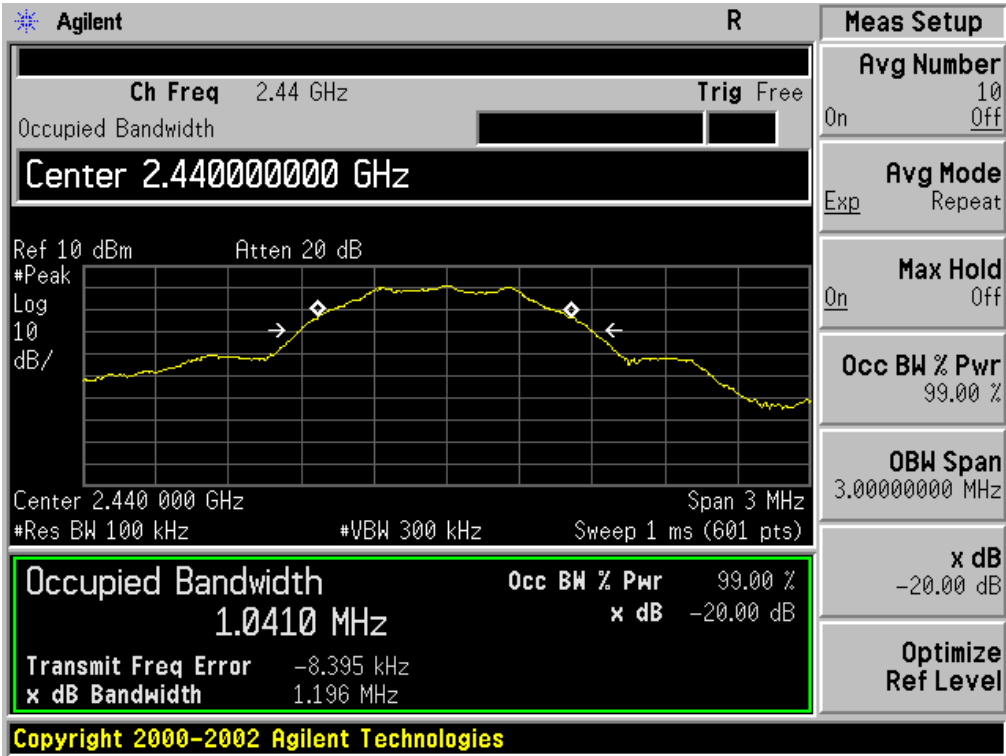 Agilent R
Ch Freq 2.44 GHz Trig Free
Occupied Bandwidth
Center 2.440000000 GHz
Ref 10 dBm Atten 20 dB
#Peak
Log
10
dB/
Center 2.440 000 GHz Span 3 MHz
#Res BW 100 kHz #VBW 300 kHz Sweep 1 ms (601 pts)
Occupied Bandwidth Occ BW % Pwr 99.00 %
1.0410 MHz x dB -20.00 dB
Transmit Freq Error -8.395 kHz
x dB Bandwidth 1.196 MHz
Copyright 2000-2002 Agilent Technologies
Meas Setup
Avg Number
10
On Off
Avg Mode
Exp Repeat
Max Hold
On Off
Occ BW % Pwr
99.00 %
OBW Span
3.00000000 MHz
x dB
-20.00 dB
Optimize
Ref Level